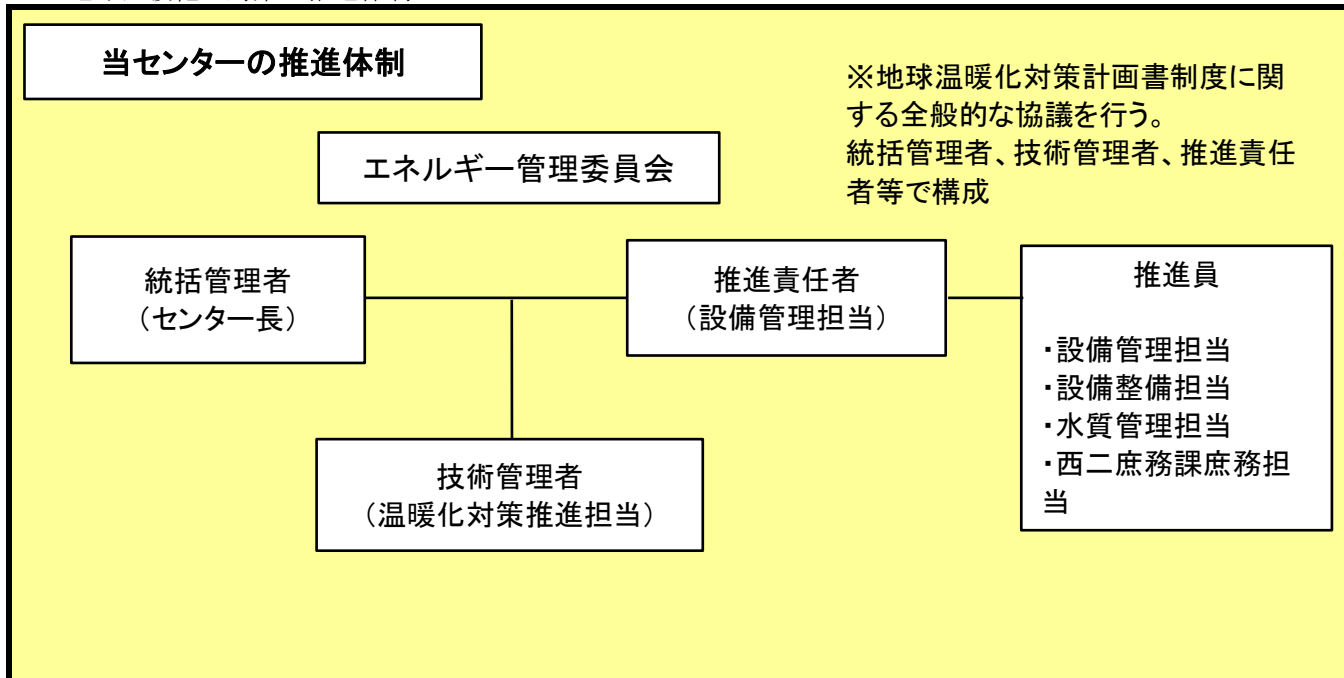 当センターの推進体制
※地球温暖化対策計画書制度に関
する全般的な協議を行う。
統括管理者、技術管理者、推進責任
者等で構成
エネルギー管理委員会
統括管理者
（センター長）
推進責任者
（設備管理担当）
推進員
・設備管理担当
・設備整備担当
・水質管理担当
・西二庶務課庶務担
当
技術管理者
（温暖化対策推進担当）